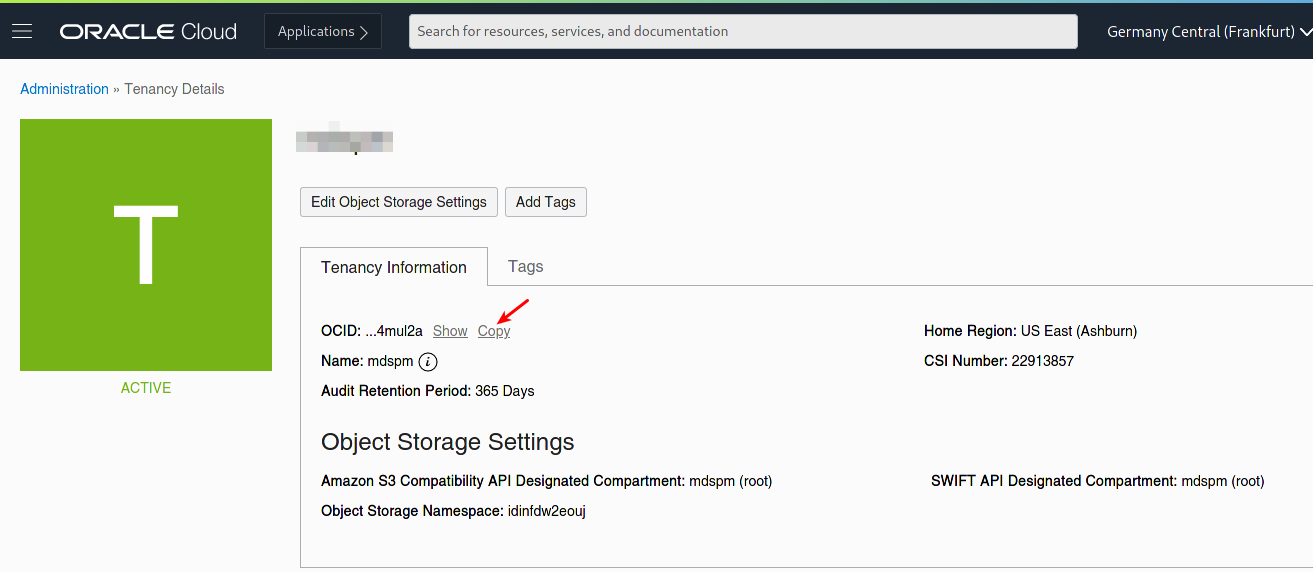 ORACLE Cloud Applications Search for resources, services, and documentation Germany Central (Frankfurt)
Administration » Tenancy Details
T
ACTIVE
Edit Object Storage Settings Add Tags
Tenancy Information Tags
OCID: ...4mul2a Show Copy Home Region: US East (Ashburn)
Name: mdspm i CSI Number: 22913857
Audit Retention Period: 365 Days
Object Storage Settings
Amazon S3 Compatibility API Designated Compartment: mdspm (root) SWIFT API Designated Compartment: mdspm (root)
Object Storage Namespace: idinfdw2eouj